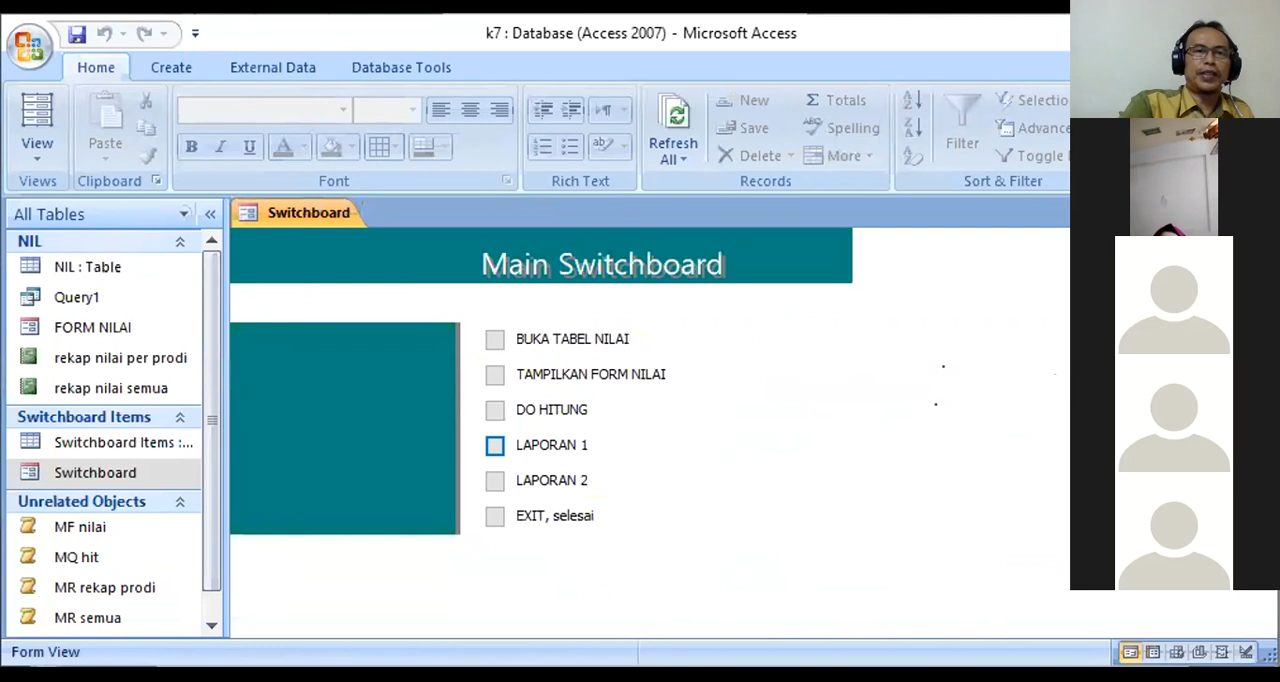 k7 : Database (Access 2007) - Microsoft Access
Home Create External Data Database Tools
View
Views
Paste
Clipboard
B I U
Font
Rich Text
Refresh
All
New
Save
Delete
Σ Totals
Spelling
More
Records
Filter
Selectio
Advance
Toggle
Sort & Filter
All Tables
NIL
NIL : Table
Query1
FORM NILAI
rekap nilai per prodi
rekap nilai semua
Switchboard Items
Switchboard Items :...
Switchboard
Unrelated Objects
MF nilai
MQ hit
MR rekap prodi
MR semua
Switchboard
Main Switchboard
BUKA TABEL NILAI
TAMPILKAN FORM NILAI
DO HITUNG
LAPORAN 1
LAPORAN 2
EXIT, selesai
Form View